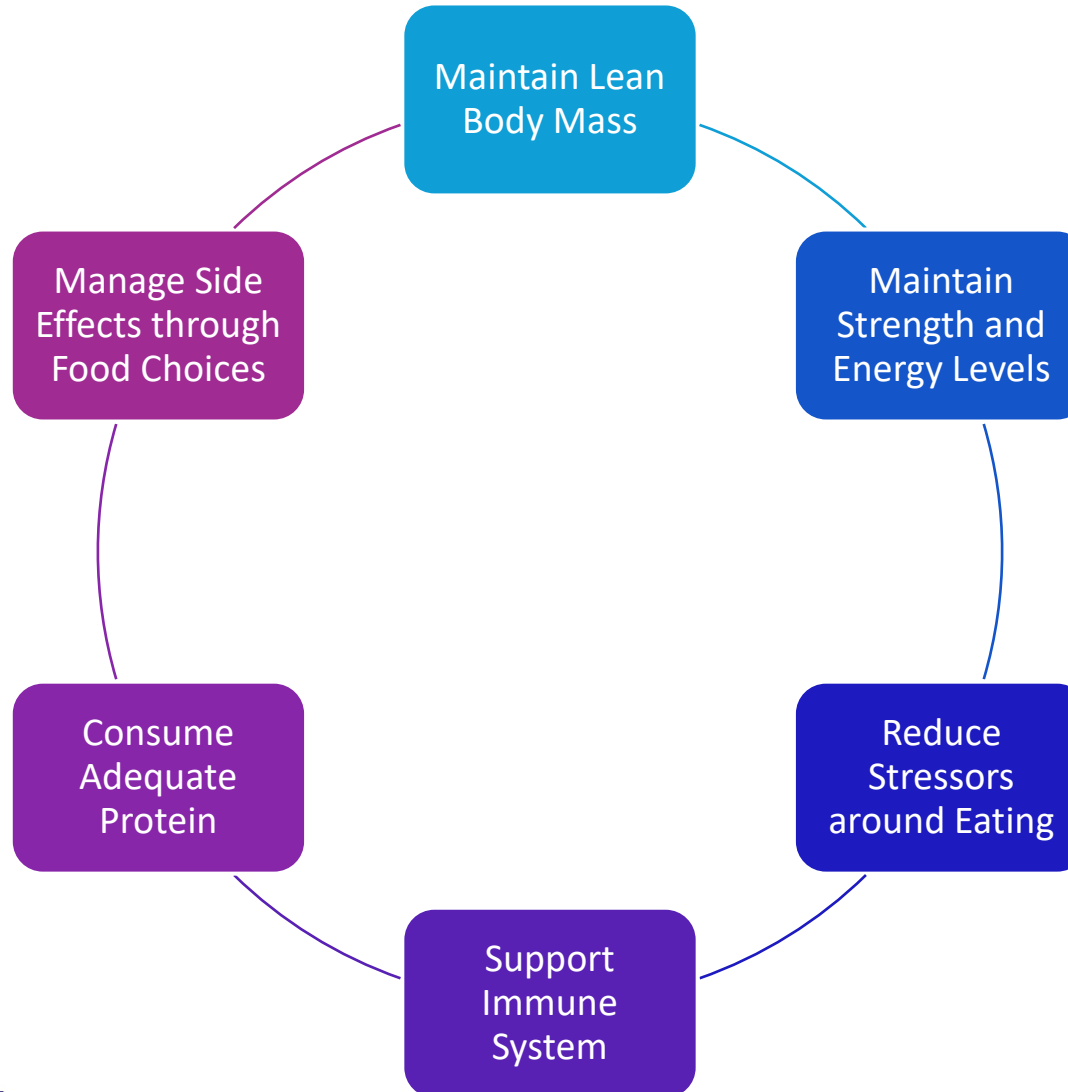 Maintain Lean
Body Mass
Maintain
Strength and
Energy Levels
Reduce
Stressors
around Eating
Support
Immune
System
Consume
Adequate
Protein
Manage Side
Effects through
Food Choices